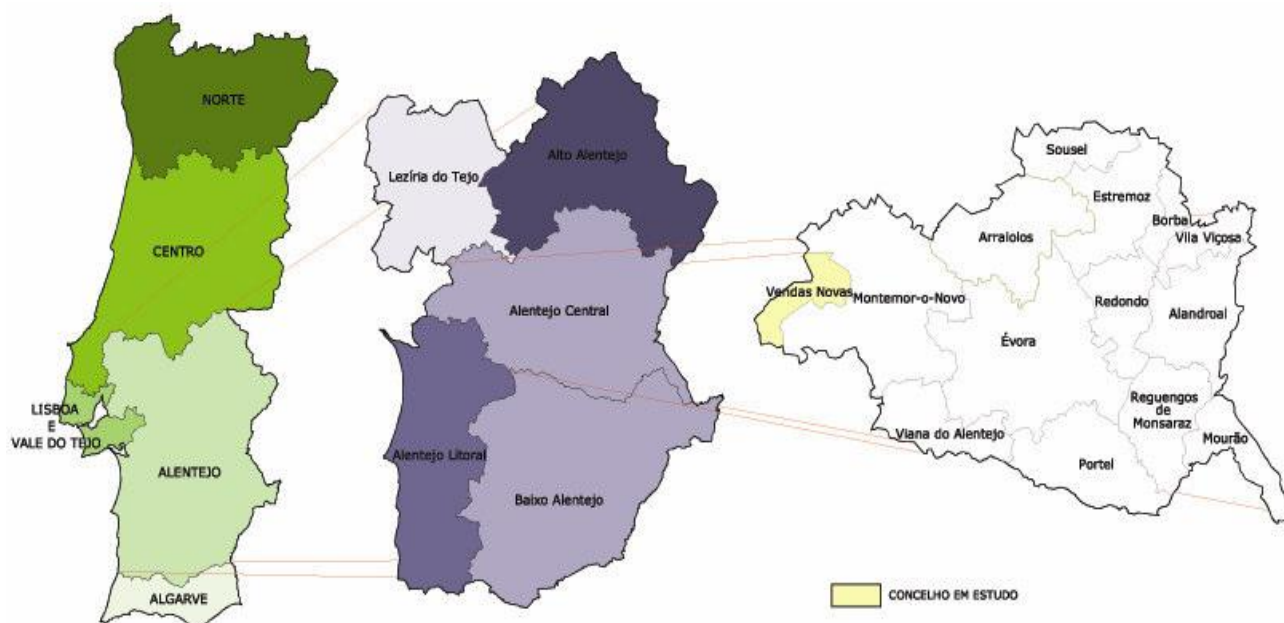 NORTE
CENTRO
LISBOA
E
VALE DO TEJO
ALENTEJO
ALGARVE
Lezíria do Tejo
Alto Alentejo
Alentejo Central
Alentejo Litoral
Baixo Alentejo
Sousel
Estremoz
Borba
Vila Viçosa
Arraiolos
Vendas Novas
Montemor-o-Novo
Redondo
Alandroal
Évora
Reguengos
de
Monsaraz
Mourão
Viana do Alentejo
Portel
CONCELHO EM ESTUDO